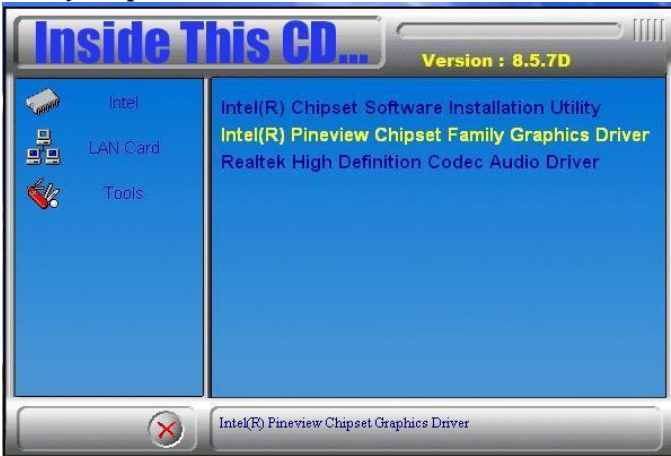 Inside This CD...
Version : 8.5.7D
Intel
LAN Card
Tools
Intel(R) Chipset Software Installation Utility
Intel(R) Pineview Chipset Family Graphics Driver
Realtek High Definition Codec Audio Driver
Intel(R) Pineview Chipset Graphics Driver